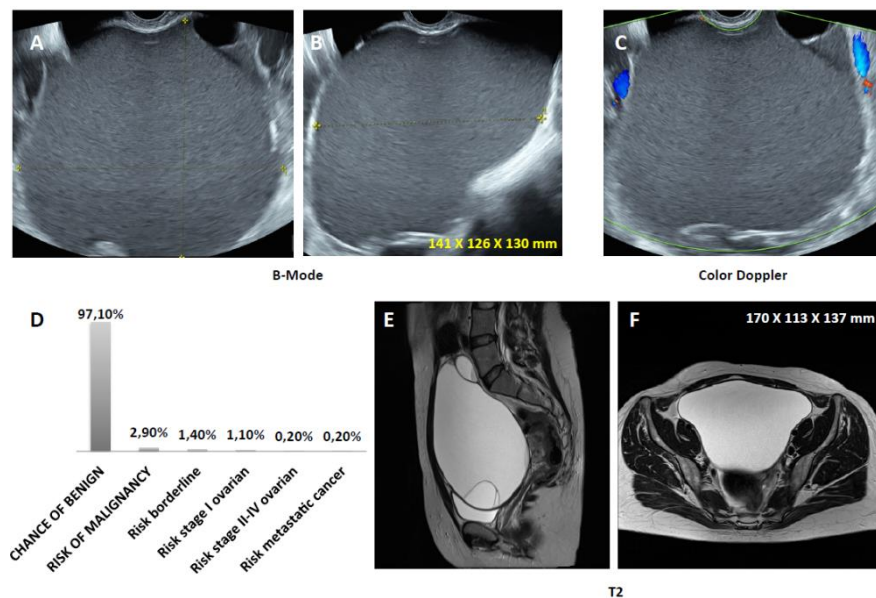 A
B
C
141 X 126 X 130 mm
B-Mode
Color Doppler
D
97,10%
2,90%
1,40%
1,10%
0,20%
0,20%
CHANCE OF BENIGN
RISK OF MALIGNANCY
Risk borderline
Risk stage I ovarian
Risk stage II-IV ovarian
Risk metastatic cancer
E
F
170 X 113 X 137 mm
T2